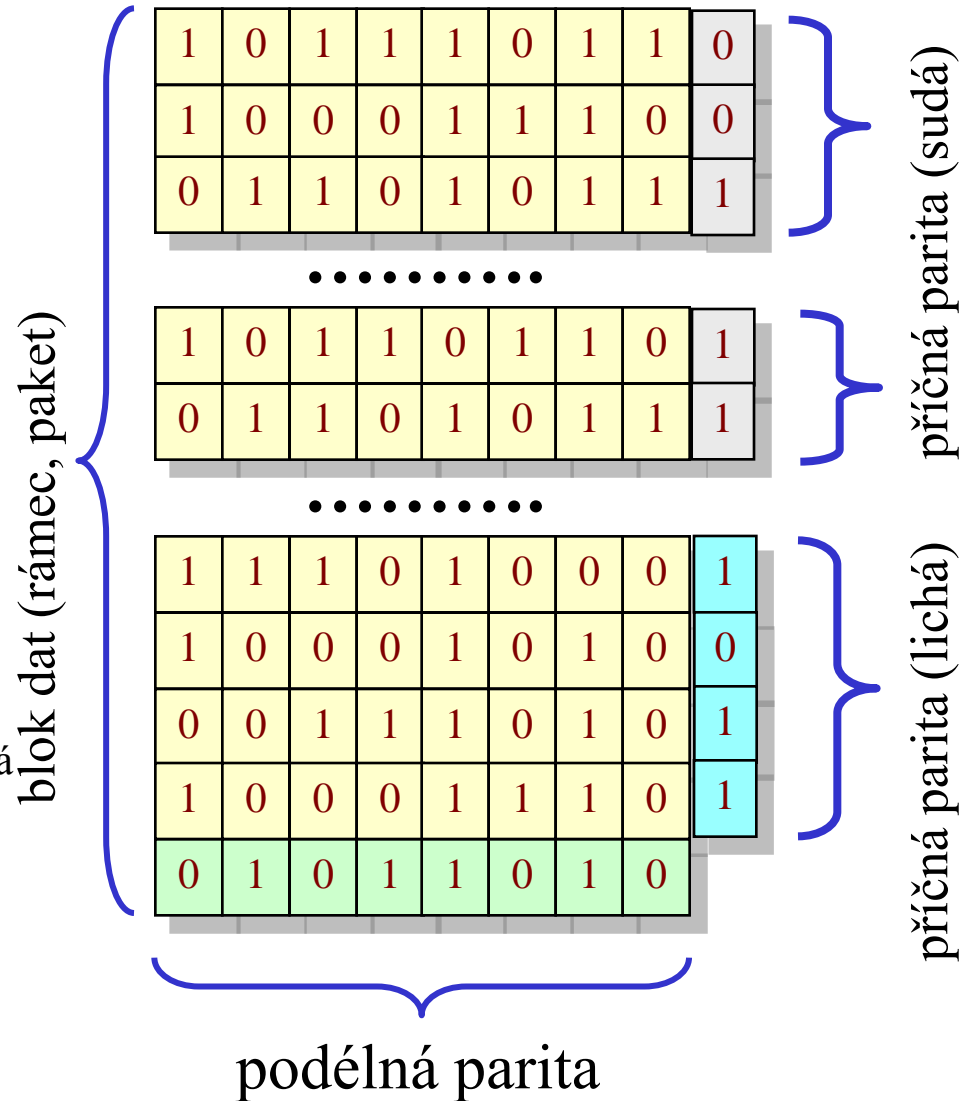 1 0 1 1 1 0 1 1 0
1 0 0 0 1 1 1 0 0
0 1 1 0 1 0 1 1 1
..........
1 0 1 1 0 1 1 0 1
0 1 1 0 1 0 1 1 1
..........
1 1 1 0 1 0 0 0 1
1 0 0 0 1 0 1 0 0
0 0 1 1 1 0 1 0 1
1 0 0 0 1 1 1 0 1
0 1 0 1 1 0 1 0
blok dat (rámec, paket)
á
příčná parita (sudá)
příčná parita (lichá)
podélná parita